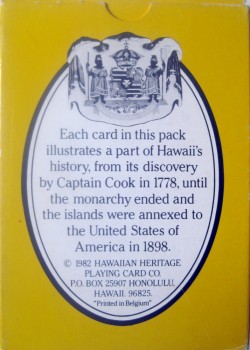 Each card in this pack
illustrates a part of Hawaii's
history, from its discovery
by Captain Cook in 1778, until
the monarchy ended and
the islands were annexed to
the United States of
America in 1898.
© 1982 HAWAIIAN HERITAGE
PLAYING CARD CO.
P.O. BOX 25907 HONOLULU,
HAWAII. 96825.
"Printed in Belgium"